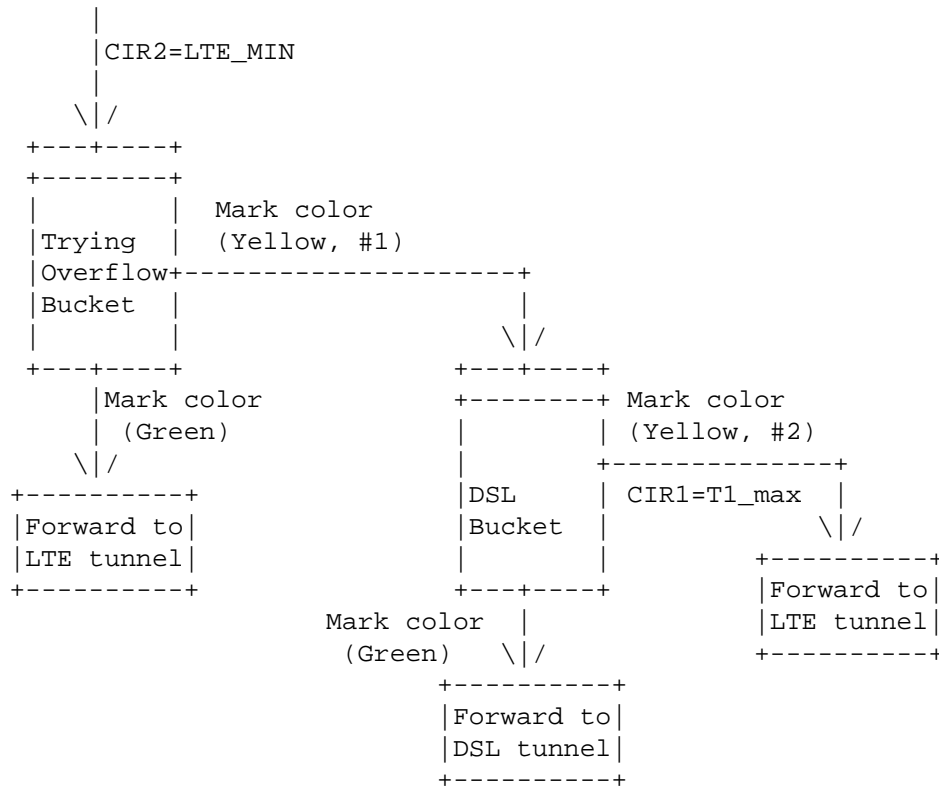 CIR2=LTE_MIN
Mark color
(Yellow, #1)
Trying
Overflow
Bucket
Mark color
(Green)
Forward to
LTE tunnel
Mark color
(Yellow, #2)
DSL
Bucket
CIR1=T1_max
Forward to
LTE tunnel
Mark color
(Green)
Forward to
DSL tunnel